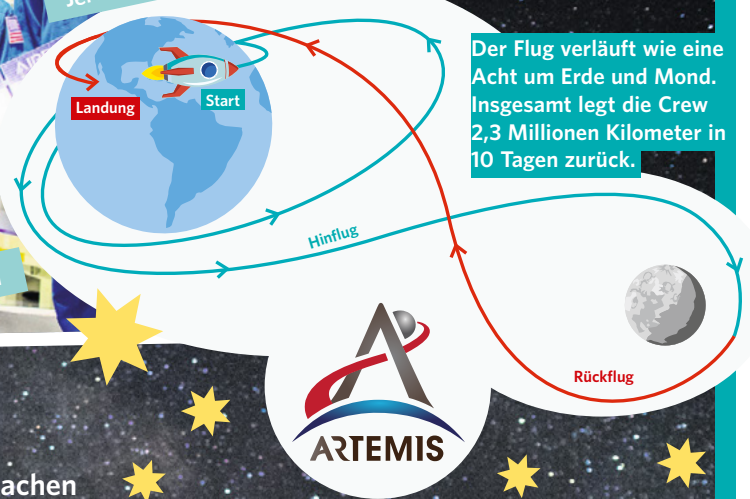 Landung
Start
Der Flug verläuft wie eine
Acht um Erde und Mond.
Insgesamt legt die Crew
2,3 Millionen Kilometer in
10 Tagen zurück.
Hinflug
Rückflug
ARTEMIS
achen